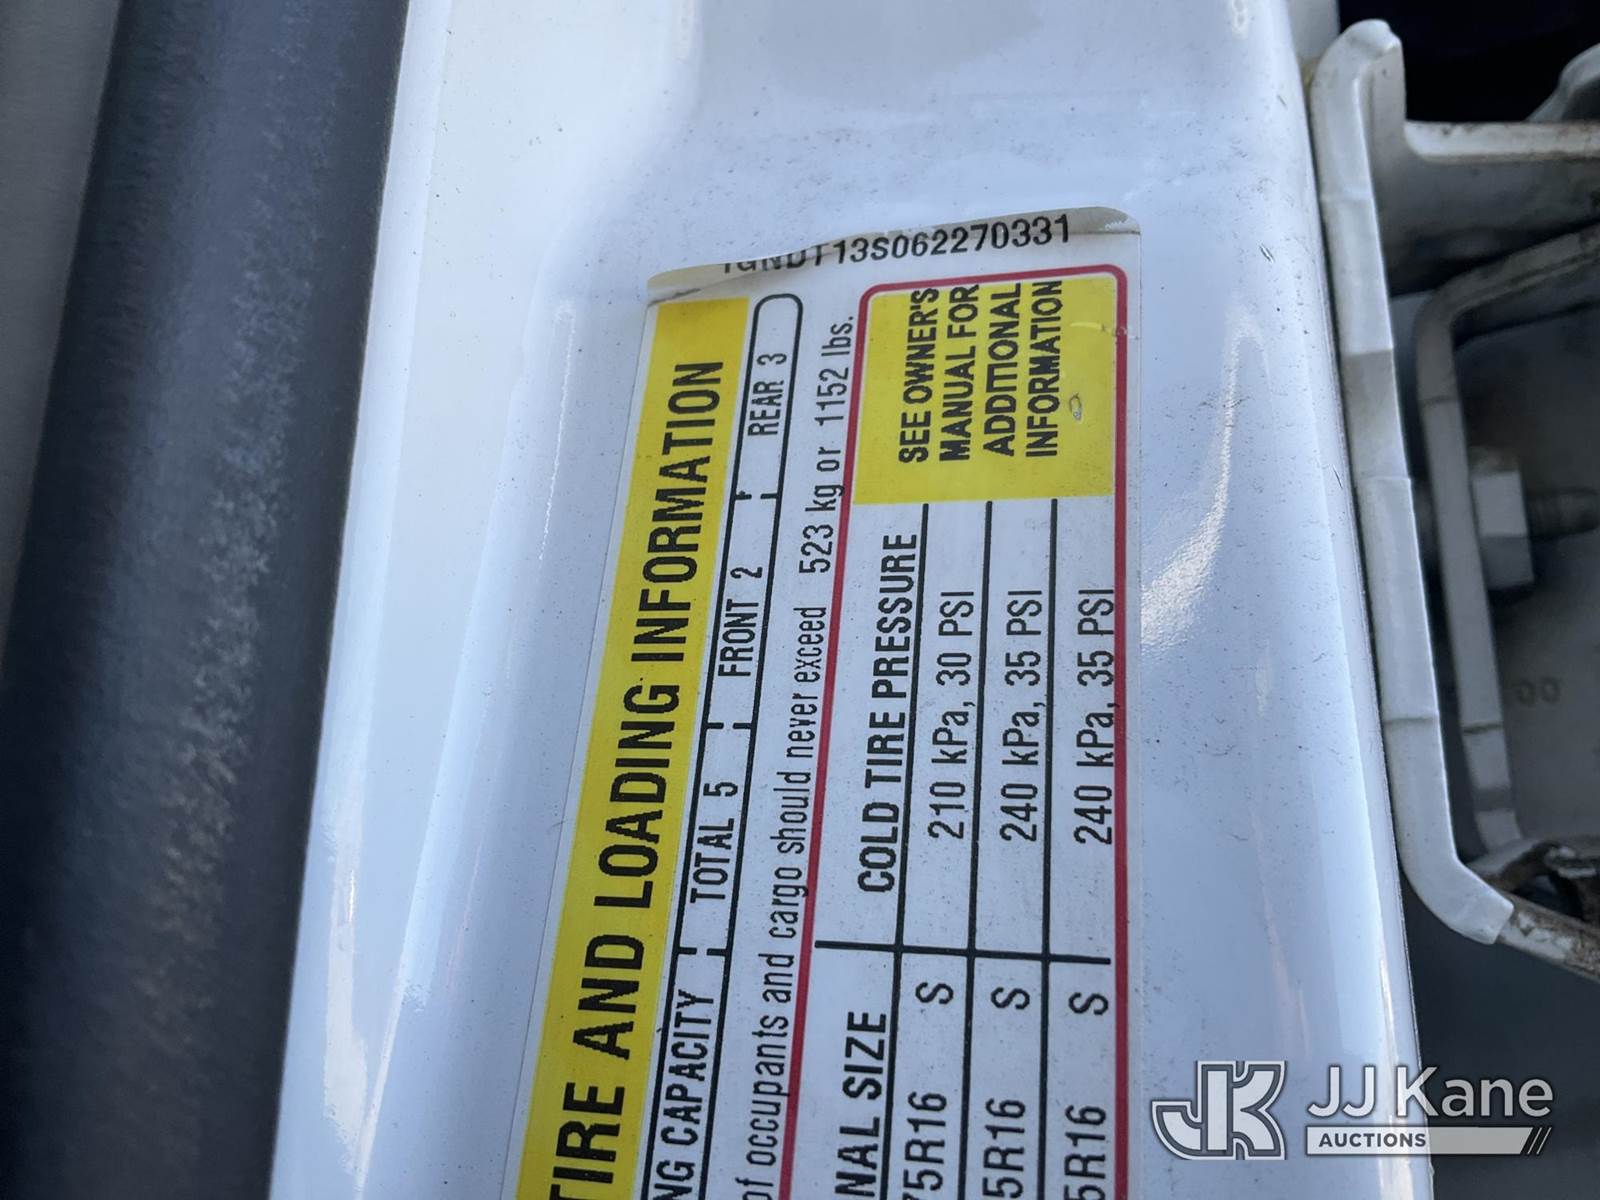 1GNDT13S062270331
TIRE AND LOADING INFORMATION
NG CAPACITY TOTAL 5 FRONT 2 REAR 3
of occupants and cargo should never exceed 523 kg or 1152 lbs.
NAL SIZE COLD TIRE PRESSURE
75R16 S 210 kPa, 30 PSI
5R16 S 240 kPa, 35 PSI
5R16 S 240 kPa, 35 PSI
SEE OWNER'S
MANUAL FOR
ADDITIONAL
INFORMATION
00
JK JJ Kane
AUCTIONS